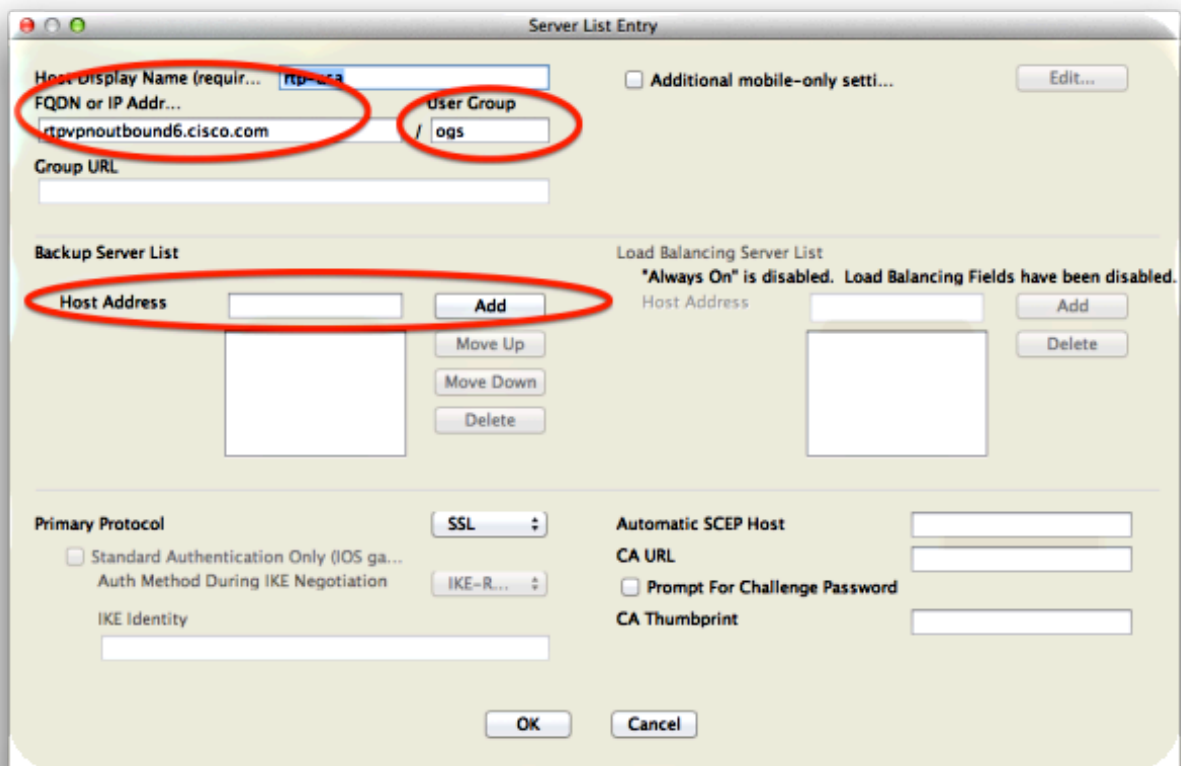 Server List Entry
Host Display Name (requir... rtp-asa
Additional mobile-only setti... Edit...
FQDN or IP Addr... User Group
rtpvpnoutbound6.cisco.com / ogs
Group URL
Backup Server List
Load Balancing Server List
"Always On" is disabled. Load Balancing Fields have been disabled.
Host Address Add
Host Address Add
Move Up
Delete
Move Down
Delete
Primary Protocol SSL
Automatic SCEP Host
Standard Authentication Only (IOS ga...
CA URL
Auth Method During IKE Negotiation IKE-R...
Prompt For Challenge Password
IKE Identity
CA Thumbprint
OK Cancel